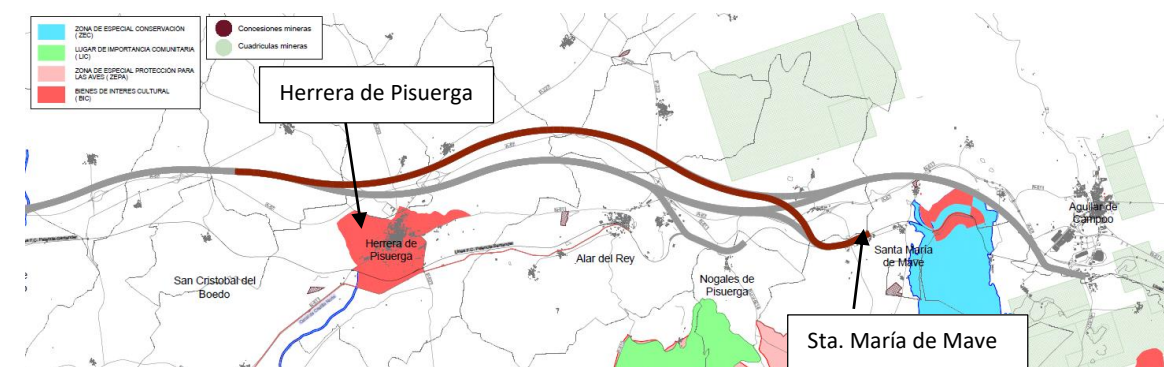 ZONA DE ESPECIAL CONSERVACIÓN
(ZEC)
LUGAR DE IMPORTANCIA COMUNITARIA
(LIC)
ZONA DE ESPECIAL PROTECCIÓN PARA
LAS AVES (ZEPA)
BIENES DE INTERES CULTURAL
(BIC)
Concesiones mineras
Cuadrículas mineras
Herrera de Pisuerga
Herrera de
Pisuerga
San Cristobal del
Boedo
Alar del Rey
Nogales de
Pisuerga
Santa María
de Mave
Aguilar de
Campoo
Sta. María de Mave